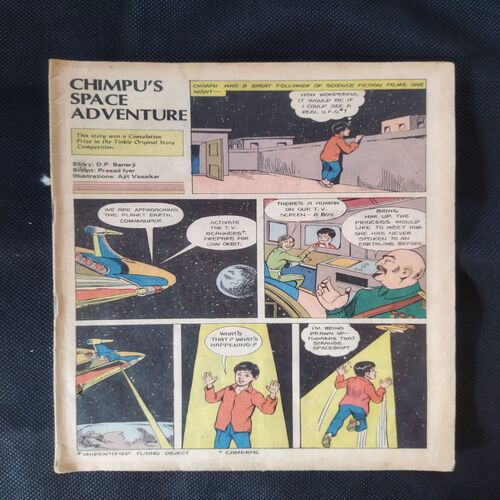 CHIMPU'S
SPACE
ADVENTURE
This story won a Consolation
Prize in the Tinkle Original Story
Competition.
Story: D.P. Banerji
Script: Prasad Iyer
Illustrations: Ajit Vasaikar
CHIMPU WAS A GREAT FOLLOWER OF SCIENCE FICTION FILMS. ONE
NIGHT—
HOW WONDERFUL
IT WOULD BE IF
I COULD SEE A
REAL U.F.O.*!
WE ARE APPROACHING
THE PLANET EARTH,
COMMANDER.
ACTIVATE
THE T.V.
SCANNERS+.
PREPARE FOR
LOW ORBIT.
THERE'S A HUMAN
ON OUR T.V.
SCREEN – A BOY.
BRING
HIM UP. THE
PRINCESS WOULD
LIKE TO MEET HIM.
SHE HAS NEVER
SPOKEN TO AN
EARTHLING BEFORE.
WHAT'S
THAT? WHAT'S
HAPPENING?
I'M BEING
DRAWN UP—
TOWARDS THAT
STRANGE
SPACESHIP!
*UNIDENTIFIED FLYING OBJECT
+ CAMERAS